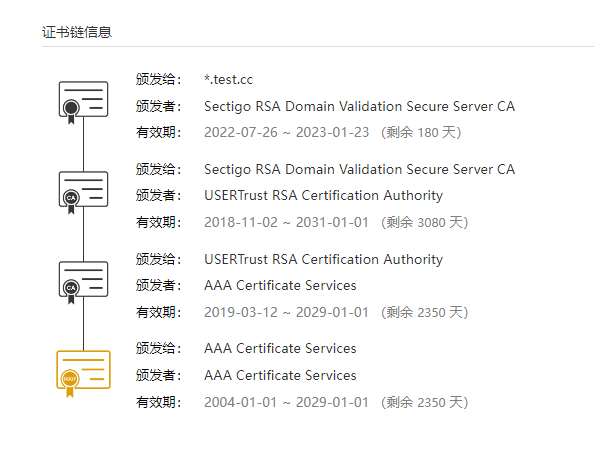 证书链信息
颁发给: *.test.cc
颁发者: Sectigo RSA Domain Validation Secure Server CA
有效期: 2022-07-26 ~ 2023-01-23 (剩余 180 天)
颁发给: Sectigo RSA Domain Validation Secure Server CA
CA 颁发者: USERTrust RSA Certification Authority
有效期: 2018-11-02 ~ 2031-01-01 (剩余 3080 天)
颁发给: USERTrust RSA Certification Authority
CA 颁发者: AAA Certificate Services
有效期: 2019-03-12 ~ 2029-01-01 (剩余 2350 天)
颁发给: AAA Certificate Services
ROOT 颁发者: AAA Certificate Services
有效期: 2004-01-01 ~ 2029-01-01 (剩余 2350 天)